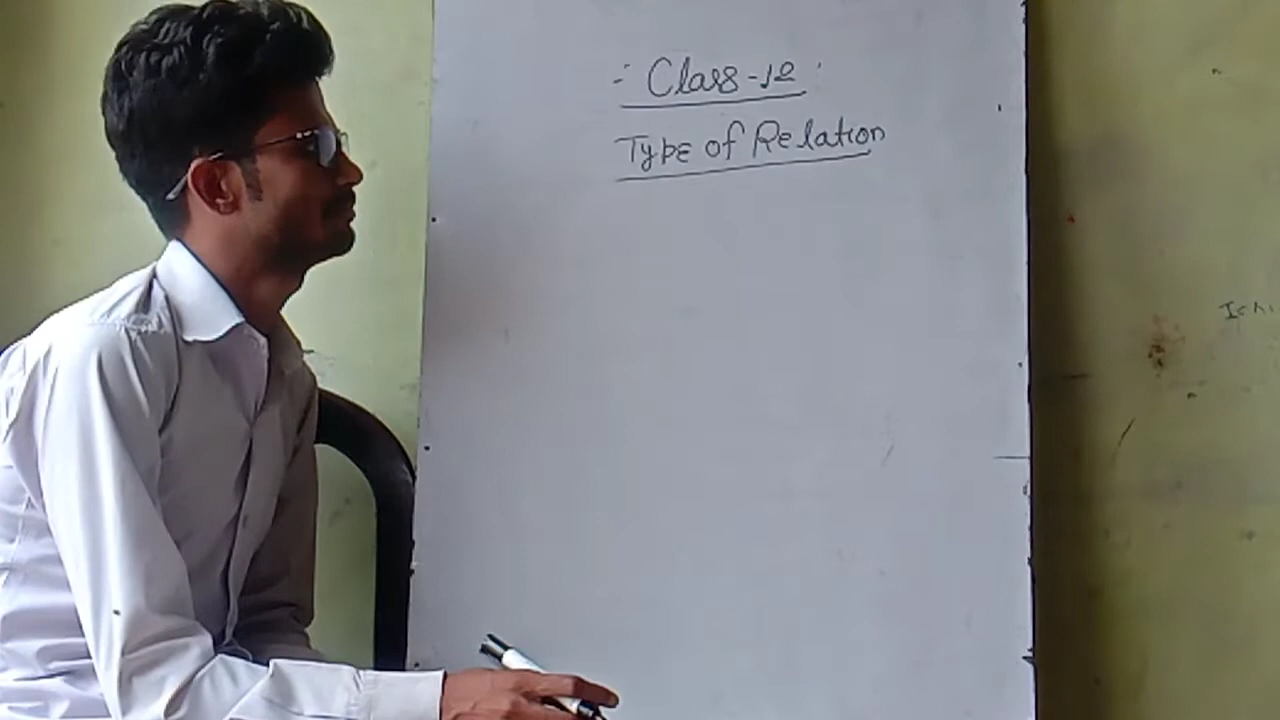 :- Class-12
Type of Relation